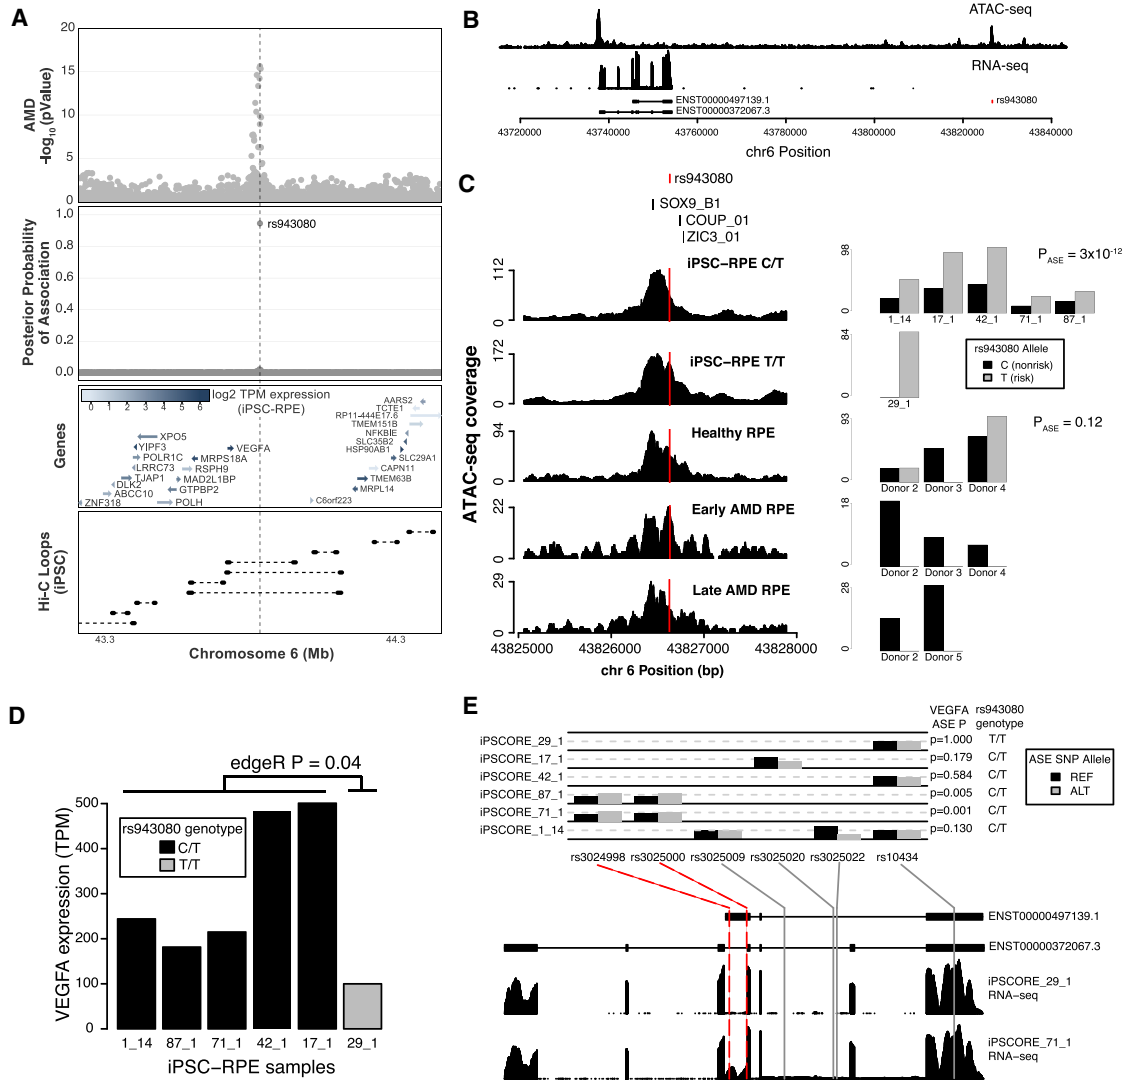 A
20
15
10
5
0
AMD
-log10 (pValue)
1.0
0.8
0.6
0.4
0.2
0.0
rs943080
Posterior Probability
of Association
log2 TPM expression
(iPSC-RPE)
0 1 2 3 4 5 6
AARS2
TCTE1
RP11-444E17.6
TMEM151B
NFKBIE
SLC35B2
HSP90AB1
SLC29A1
CAPN11
TMEM63B
MRPL14
C6orf223
XPO5
YIPF3
VEGFA
POLR1C
MRPS18A
LRRC73
RSPH9
TJAP1
MAD2L1BP
DLK2
GTPBP2
ABCC10
ZNF318
POLH
Genes
Hi-C Loops
(iPSC)
43.3
44.3
Chromosome 6 (Mb)
B
ATAC-seq
RNA-seq
ENST00000497139.1
rs943080
ENST00000372067.3
43720000 43740000 43760000 43780000 43800000 43820000 43840000
chr6 Position
C
rs943080
SOX9_B1
COUP_01
ZIC3_01
iPSC−RPE C/T
112
0
iPSC−RPE T/T
172
0
Healthy RPE
94
0
Early AMD RPE
22
0
Late AMD RPE
29
0
ATAC-seq coverage
43825000 43826000 43827000 43828000
chr 6 Position (bp)
98
0
PASE = 3x10-12
1_14 17_1 42_1 71_1 87_1
84
0
29_1
rs943080 Allele
C (nonrisk)
T (risk)
93
0
PASE = 0.12
Donor 2 Donor 3 Donor 4
18
0
Donor 2 Donor 3 Donor 4
28
0
Donor 2 Donor 5
D
edgeR P = 0.04
VEGFA expression (TPM)
500
400
300
200
100
0
rs943080 genotype
C/T
T/T
1_14 87_1 71_1 42_1 17_1 29_1
iPSC−RPE samples
E
VEGFA rs943080
ASE P genotype
iPSCORE_29_1 p=1.000 T/T
iPSCORE_17_1 p=0.179 C/T
iPSCORE_42_1 p=0.584 C/T
iPSCORE_87_1 p=0.005 C/T
iPSCORE_71_1 p=0.001 C/T
iPSCORE_1_14 p=0.130 C/T
ASE SNP Allele
REF
ALT
rs3024998 rs3025000 rs3025009 rs3025020 rs3025022 rs10434
ENST00000497139.1
ENST00000372067.3
iPSCORE_29_1
RNA−seq
iPSCORE_71_1
RNA−seq